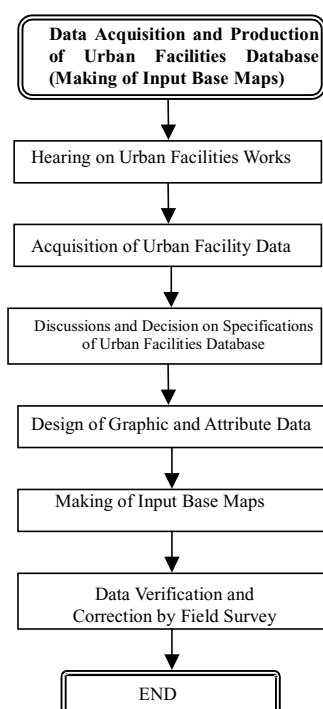 Data Acquisition and Production
of Urban Facilities Database
(Making of Input Base Maps)
Hearing on Urban Facilities Works
Acquisition of Urban Facility Data
Discussions and Decision on Specifications
of Urban Facilities Database
Design of Graphic and Attribute Data
Making of Input Base Maps
Data Verification and
Correction by Field Survey
END